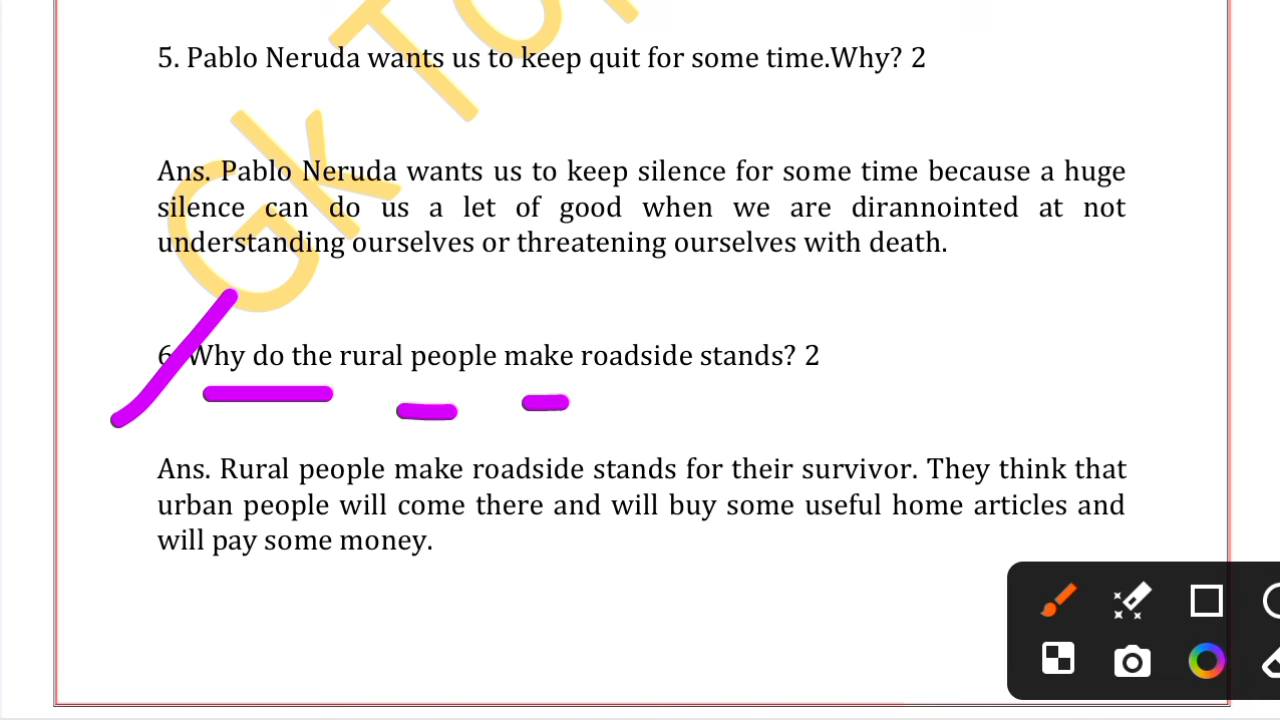 5. Pablo Neruda wants us to keep quit for some time.Why? 2
Ans. Pablo Neruda wants us to keep silence for some time because a huge
silence can do us a let of good when we are dirannointed at not
understanding ourselves or threatening ourselves with death.
6. Why do the rural people make roadside stands? 2
Ans. Rural people make roadside stands for their survivor. They think that
urban people will come there and will buy some useful home articles and
will pay some money.
Gk To